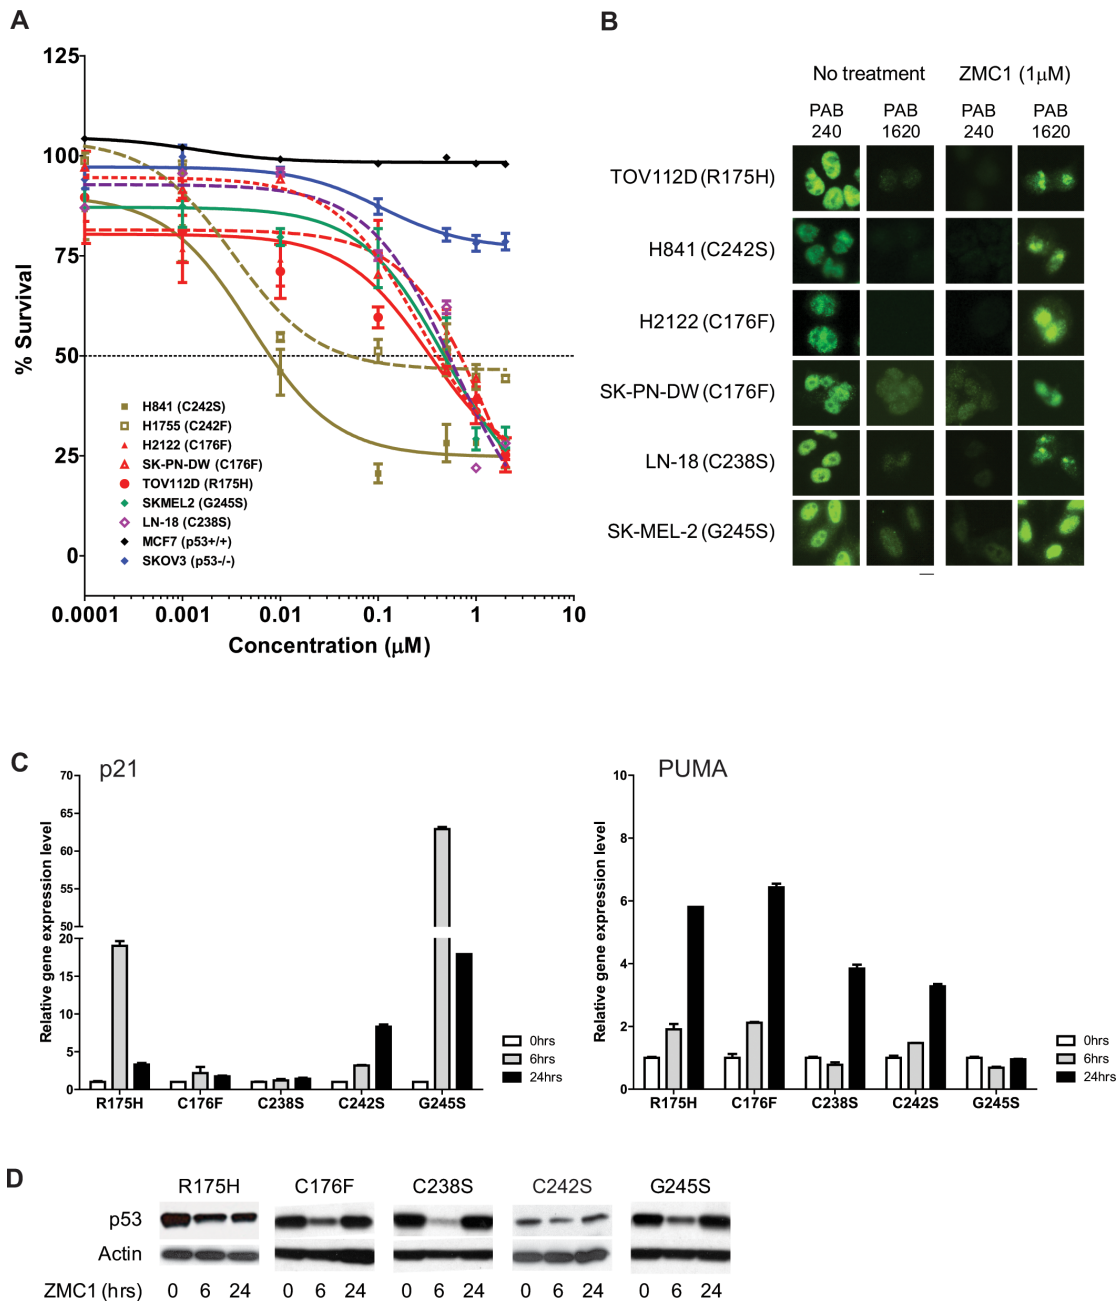 A
125
100
75
50
25
0
% Survival
H841 (C242S)
H1755 (C242F)
H2122 (C176F)
SK-PN-DW (C176F)
TOV112D (R175H)
SKMEL2 (G245S)
LN-18 (C238S)
MCF7 (p53+/+)
SKOV3 (p53-/-)
0.0001 0.001 0.01 0.1 1 10
Concentration (μM)
B
No treatment ZMC1 (1μM)
PAB 240 PAB 1620 PAB 240 PAB 1620
TOV112D (R175H)
H841 (C242S)
H2122 (C176F)
SK-PN-DW (C176F)
LN-18 (C238S)
SK-MEL-2 (G245S)
C
p21
Relative gene expression level
70
65
60
55
50
20
15
10
5
0
R175H C176F C238S C242S G245S
0hrs
6hrs
24hrs
PUMA
Relative gene expression level
10
8
6
4
2
0
R175H C176F C238S C242S G245S
0hrs
6hrs
24hrs
D
R175H C176F C238S C242S G245S
p53
Actin
ZMC1 (hrs) 0 6 24 0 6 24 0 6 24 0 6 24 0 6 24